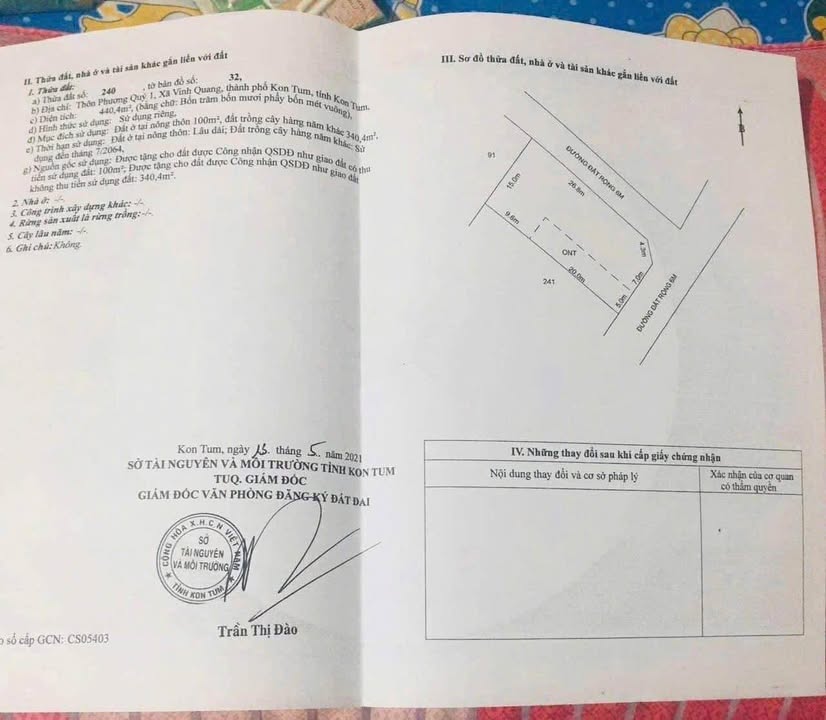 II. Thửa đất, nhà ở và tài sản khác gắn liền với đất
1. Thửa đất:
a) Thửa đất số: 240 , tờ bản đồ số: 32,
b) Địa chỉ: Thôn Phương Quý 1, Xã Vinh Quang, thành phố Kon Tum, tỉnh Kon Tum.
c) Diện tích: 440,4m², (bằng chữ: Bốn trăm bốn mươi phẩy bốn mét vuông),
d) Hình thức sử dụng: Sử dụng riêng,
đ) Mục đích sử dụng: Đất ở tại nông thôn 100m², đất trồng cây hàng năm khác 340,4m².
e) Thời hạn sử dụng: Đất ở tại nông thôn: Lâu dài; Đất trồng cây hàng năm khác: Sử
dụng đến tháng 7/2064,
g) Nguồn gốc sử dụng: Được tặng cho đất được Công nhận QSDĐ như giao đất có thu
tiền sử dụng đất: 100m², Được tặng cho đất được Công nhận QSDĐ như giao đất
không thu tiền sử dụng đất: 340,4m².
2. Nhà ở: -/-.
3. Công trình xây dựng khác: -/-.
4. Rừng sản xuất là rừng trồng: -/-.
5. Cây lâu năm: -/-.
6. Ghi chú: Không.
Kon Tum, ngày 13 tháng 5 năm 2021
SỞ TÀI NGUYÊN VÀ MÔI TRƯỜNG TỈNH KON TUM
TUQ. GIÁM ĐỐC
GIÁM ĐỐC VĂN PHÒNG ĐĂNG KÝ ĐẤT ĐAI
CỘNG HÒA X.H.C.N VIỆT NAM
SỞ
TÀI NGUYÊN
VÀ MÔI TRƯỜNG
TỈNH KON TUM
Trần Thị Đào
số cấp GCN: CS05403
III. Sơ đồ thửa đất, nhà ở và tài sản khác gắn liền với đất
B
91
ĐƯỜNG ĐẤT RỘNG 6M
15.0m
26.8m
9.6m
ONT
20.0m
241
5.0m
7.0m
ĐƯỜNG ĐẤT RỘNG 6M
IV. Những thay đổi sau khi cấp giấy chứng nhận
Nội dung thay đổi và cơ sở pháp lý
Xác nhận của cơ quan
có thẩm quyền